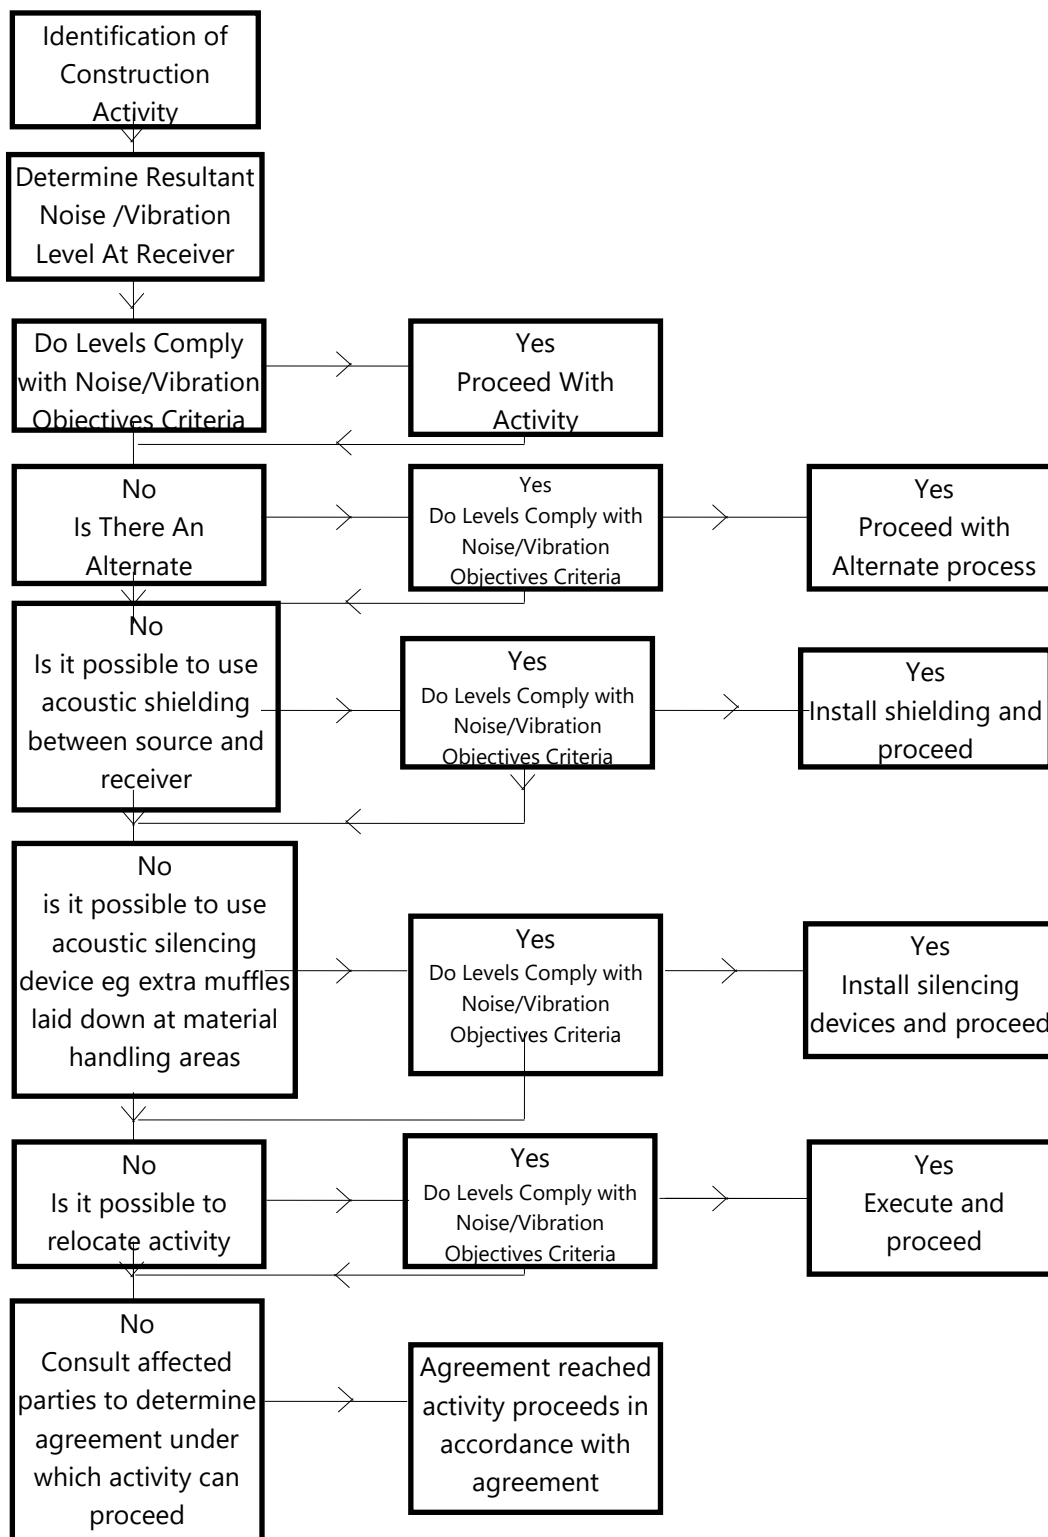 Identification of
Construction
Activity
Determine Resultant
Noise /Vibration
Level At Receiver
Do Levels Comply
with Noise/Vibration
Objectives Criteria
Yes
Proceed With
Activity
No
Is There An
Alternate
Yes
Do Levels Comply with
Noise/Vibration
Objectives Criteria
Yes
Proceed with
Alternate process
No
Is it possible to use
acoustic shielding
between source and
receiver
Yes
Do Levels Comply with
Noise/Vibration
Objectives Criteria
Yes
Install shielding and
proceed
No
is it possible to use
acoustic silencing
device eg extra muffles
laid down at material
handling areas
Yes
Do Levels Comply with
Noise/Vibration
Objectives Criteria
Yes
Install silencing
devices and proceed
No
Is it possible to
relocate activity
Yes
Do Levels Comply with
Noise/Vibration
Objectives Criteria
Yes
Execute and
proceed
No
Consult affected
parties to determine
agreement under
which activity can
proceed
Agreement reached
activity proceeds in
accordance with
agreement